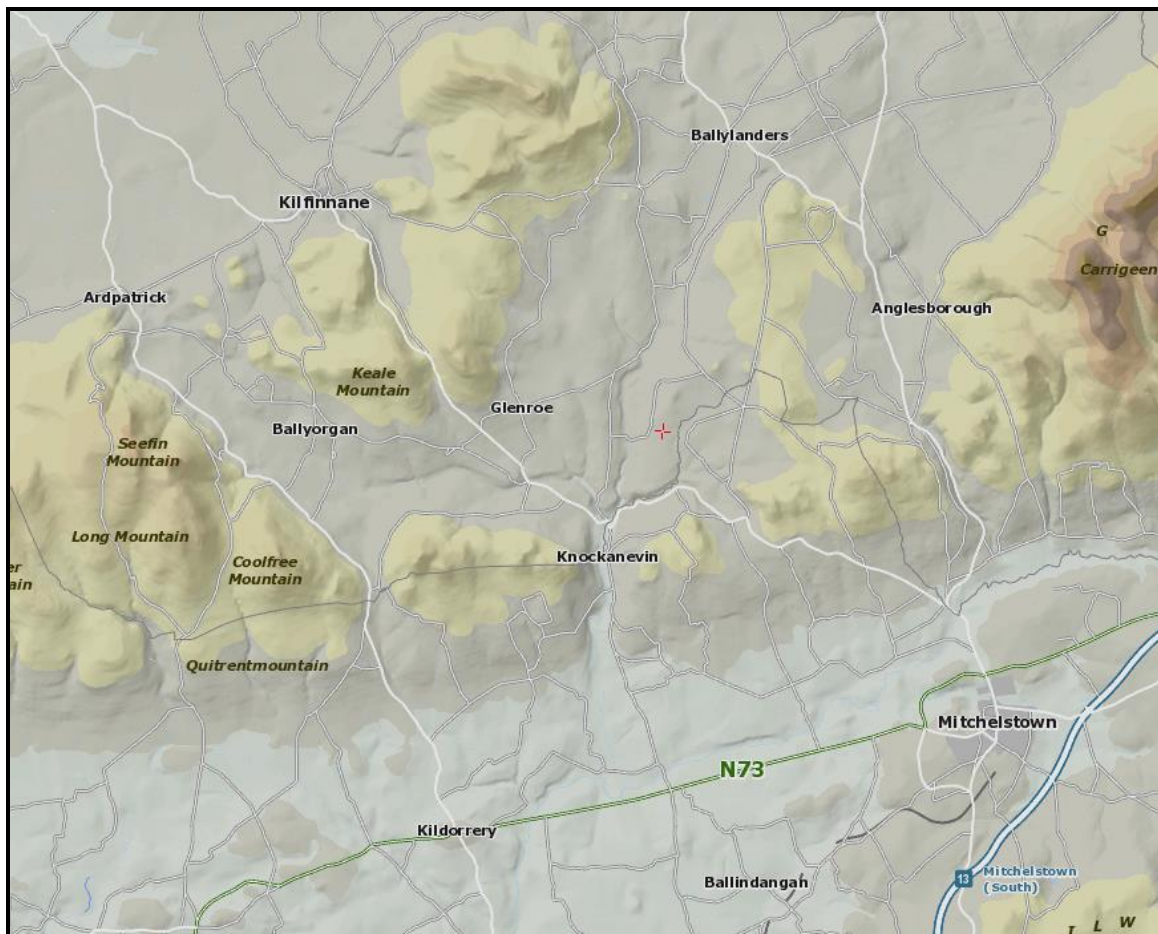 Ballylanders
Kilfinnane
G
Carrigeen
Ardpatrick
Anglesborough
Keale
Mountain
Glenroe
Ballyorgan
Seefin
Mountain
Long Mountain
Knockanevin
Coolfree
Mountain
er
ain
Quitrentmountain
Mitchelstown
N73
Kildorrery
13
Mitchelstown
(South)
Ballindangan
I L W